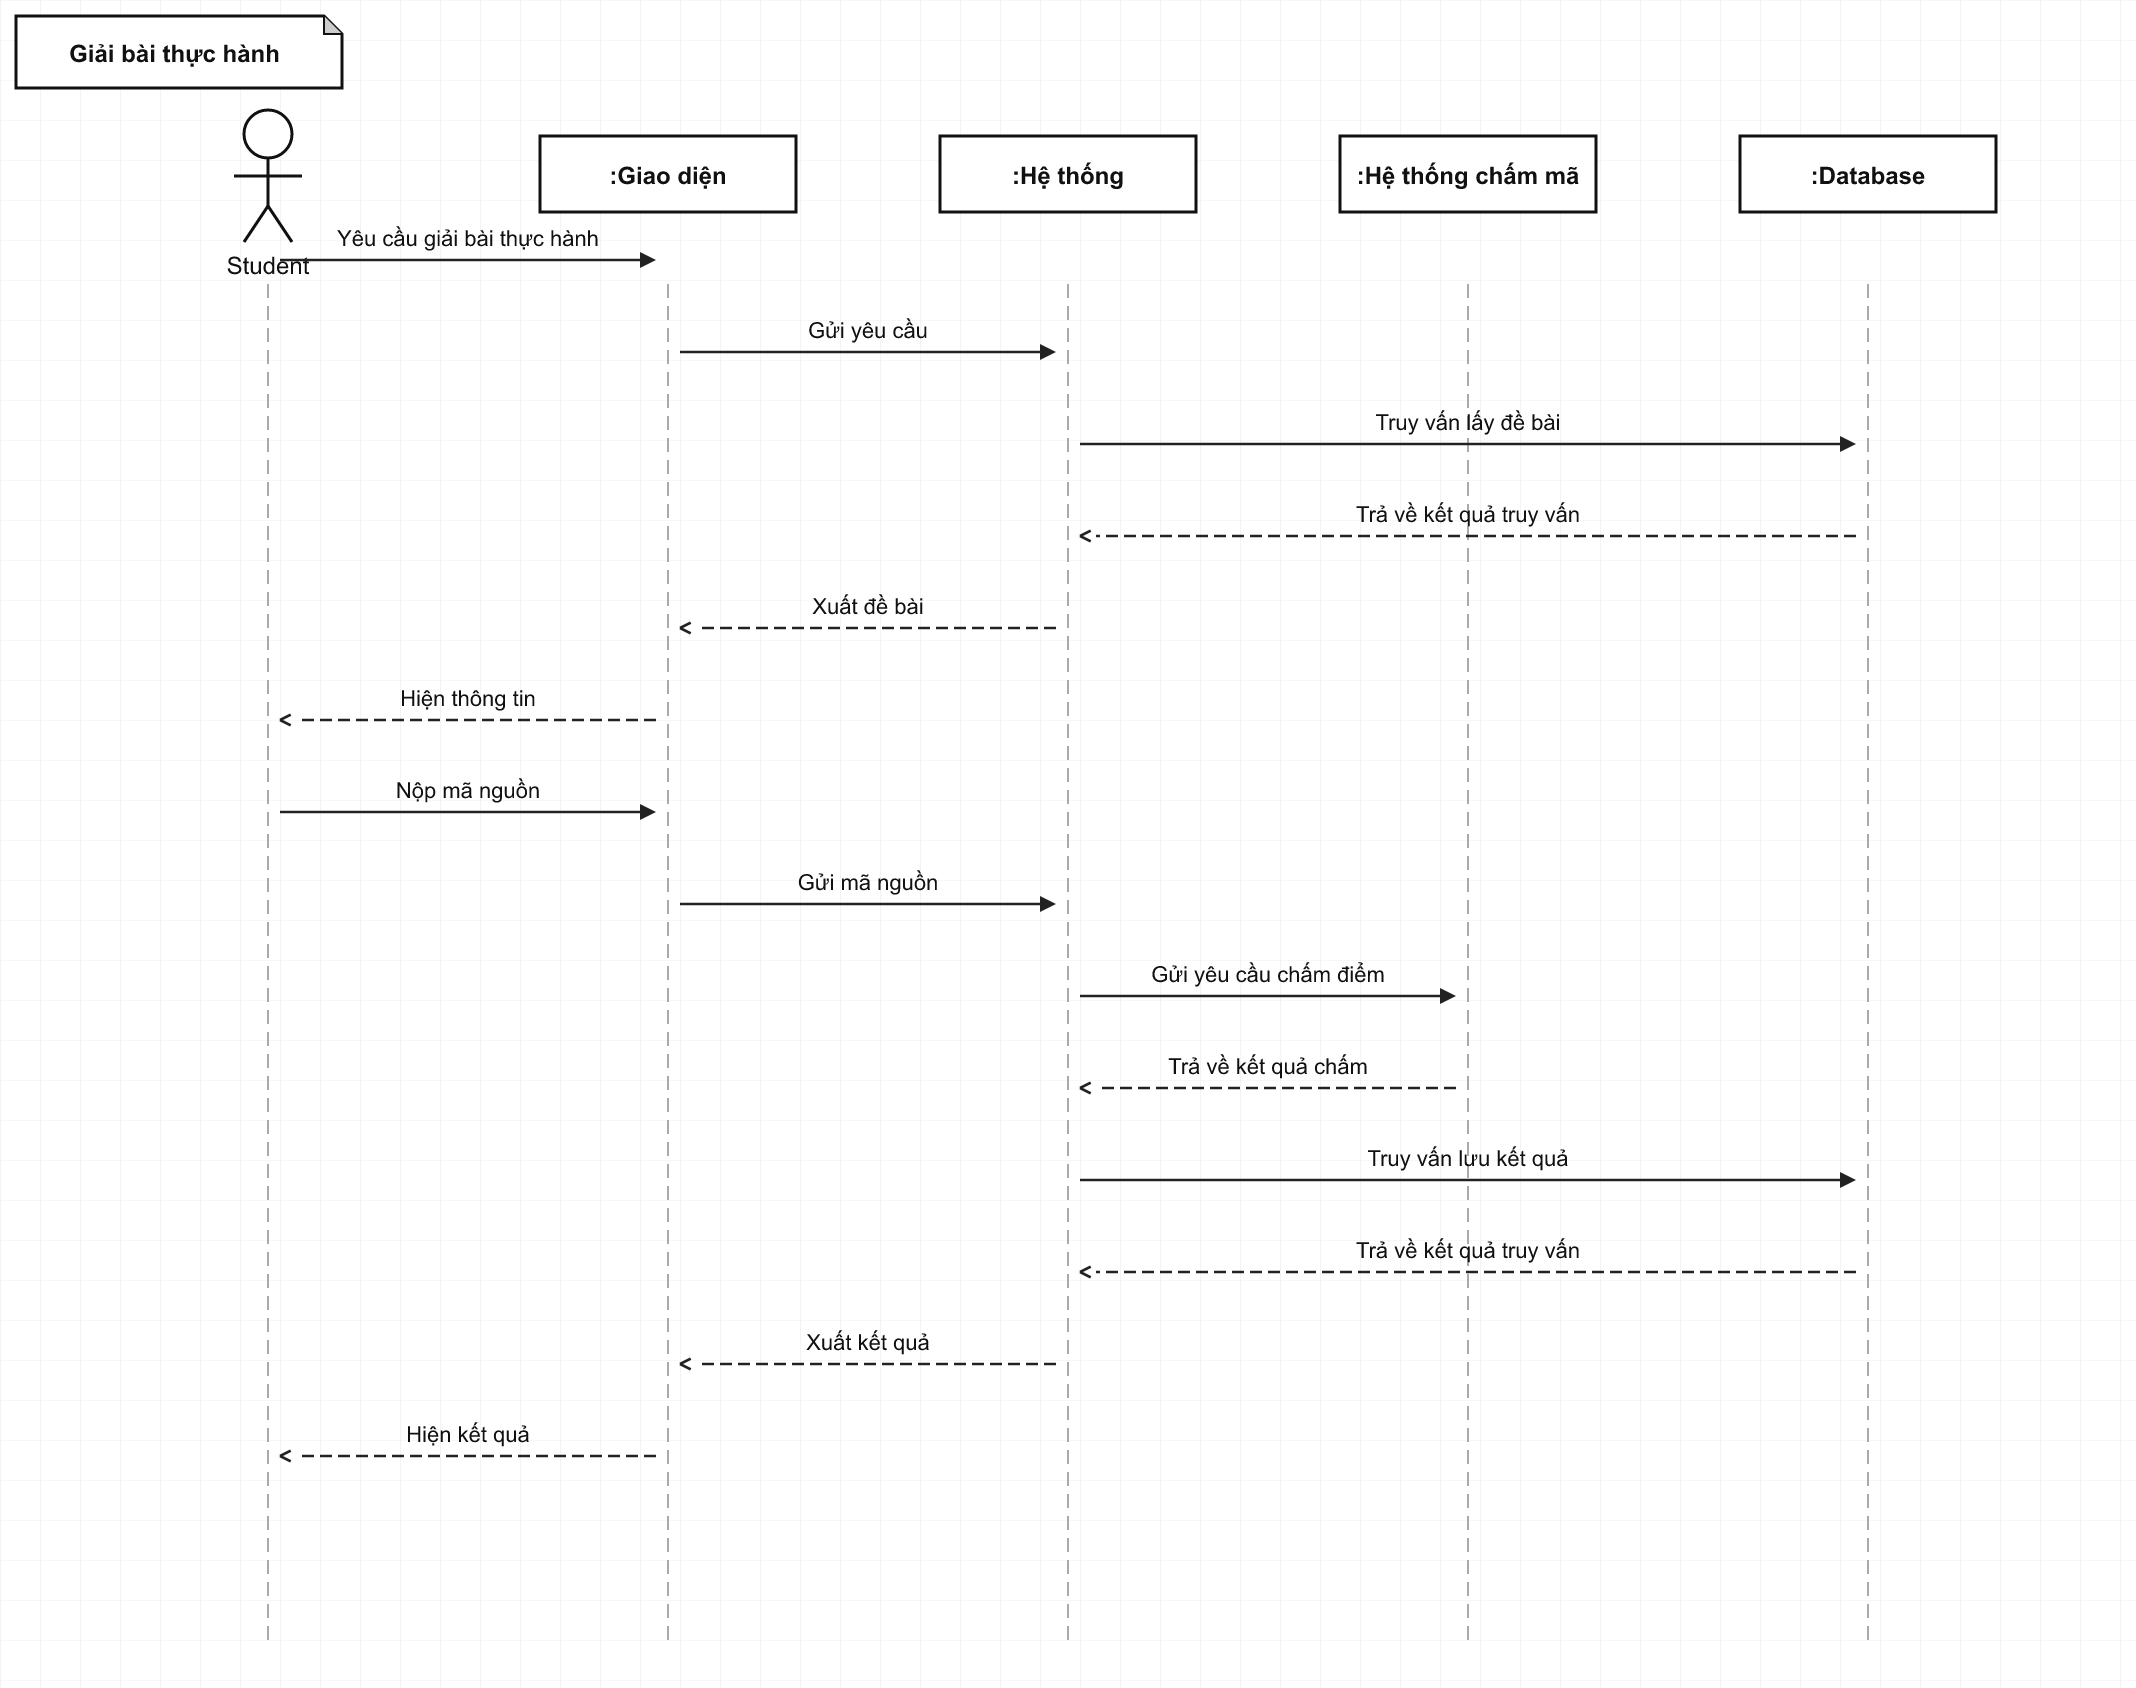 Giải bài thực hành
:Giao diện
:Hệ thống
:Hệ thống chấm mã
:Database
Student
Yêu cầu giải bài thực hành
Gửi yêu cầu
Truy vấn lấy đề bài
Trả về kết quả truy vấn
Xuất đề bài
Hiện thông tin
Nộp mã nguồn
Gửi mã nguồn
Gửi yêu cầu chấm điểm
Trả về kết quả chấm
Truy vấn lưu kết quả
Trả về kết quả truy vấn
Xuất kết quả
Hiện kết quả